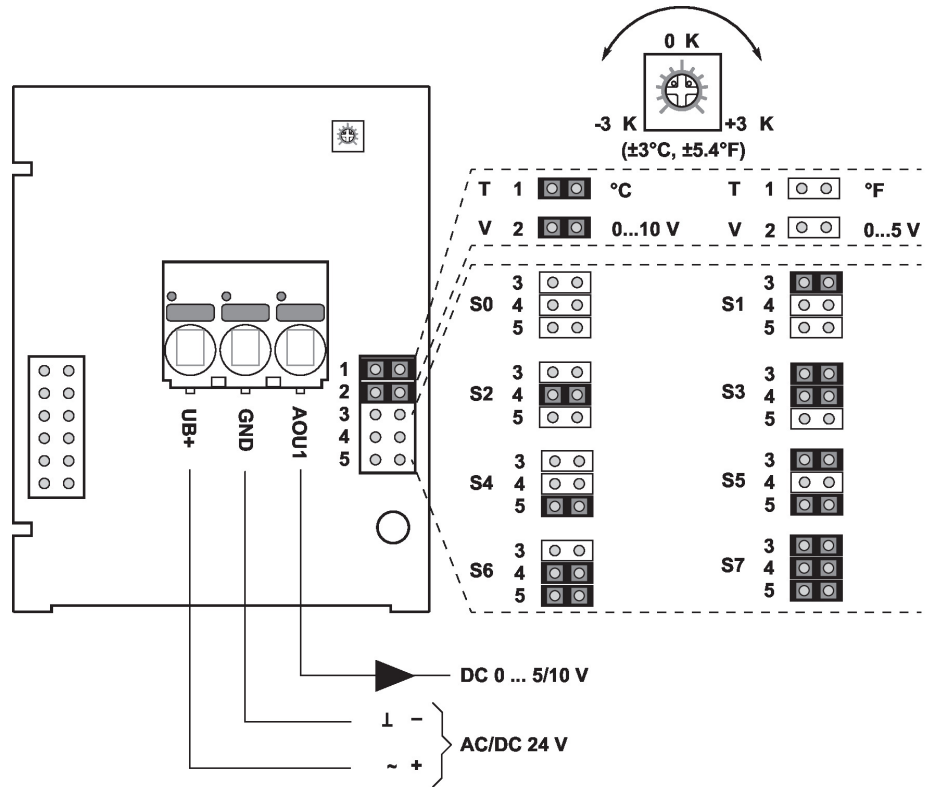 0 K
-3 K +3 K
(±3°C, ±5.4°F)
T 1 °C T 1 °F
V 2 0...10 V V 2 0...5 V
S0 3 4 5 S1 3 4 5
S2 3 4 5 S3 3 4 5
S4 3 4 5 S5 3 4 5
S6 3 4 5 S7 3 4 5
1
2
3
4
5
UB+ GND AOU1
DC 0 ... 5/10 V
⊥ −
AC/DC 24 V
~ +